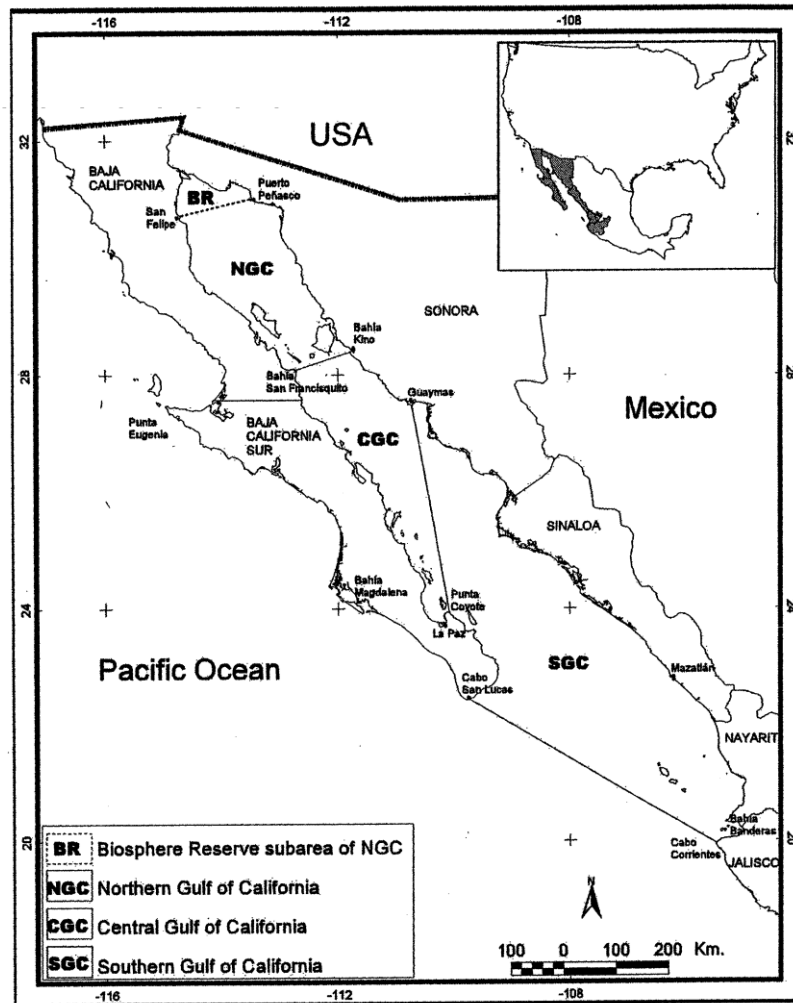 -116
-112
-108
32
32
USA
BAJA
CALIFORNIA
BR
Puerto
Peñasco
San
Felipe
NGC
SONORA
Bahía
Kino
28
28
Bahía
San Francisquito
Guaymas
Mexico
Punta
Eugenia
BAJA
CALIFORNIA
SUR
CGC
SINALOA
Bahía
Magdalena
Punta
Coyote
24
24
La Paz
Pacific Ocean
SGC
Cabo
San Lucas
Mazatlán
NAYARIT
20
20
Bahía
Banderas
Cabo
Corrientes
JALISCO
BR Biosphere Reserve subarea of NGC
NGC Northern Gulf of California
CGC Central Gulf of California
SGC Southern Gulf of California
N
100 0 100 200 Km.
-116
-112
-108